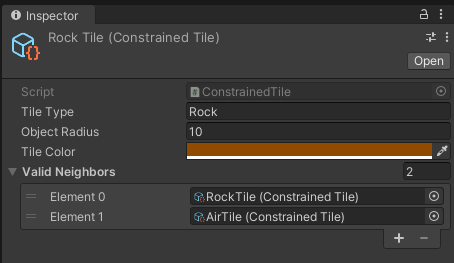 Inspector
Rock Tile (Constrained Tile)
Open
Script ConstrainedTile
Tile Type Rock
Object Radius 10
Tile Color
Valid Neighbors 2
Element 0 RockTile (Constrained Tile)
Element 1 AirTile (Constrained Tile)